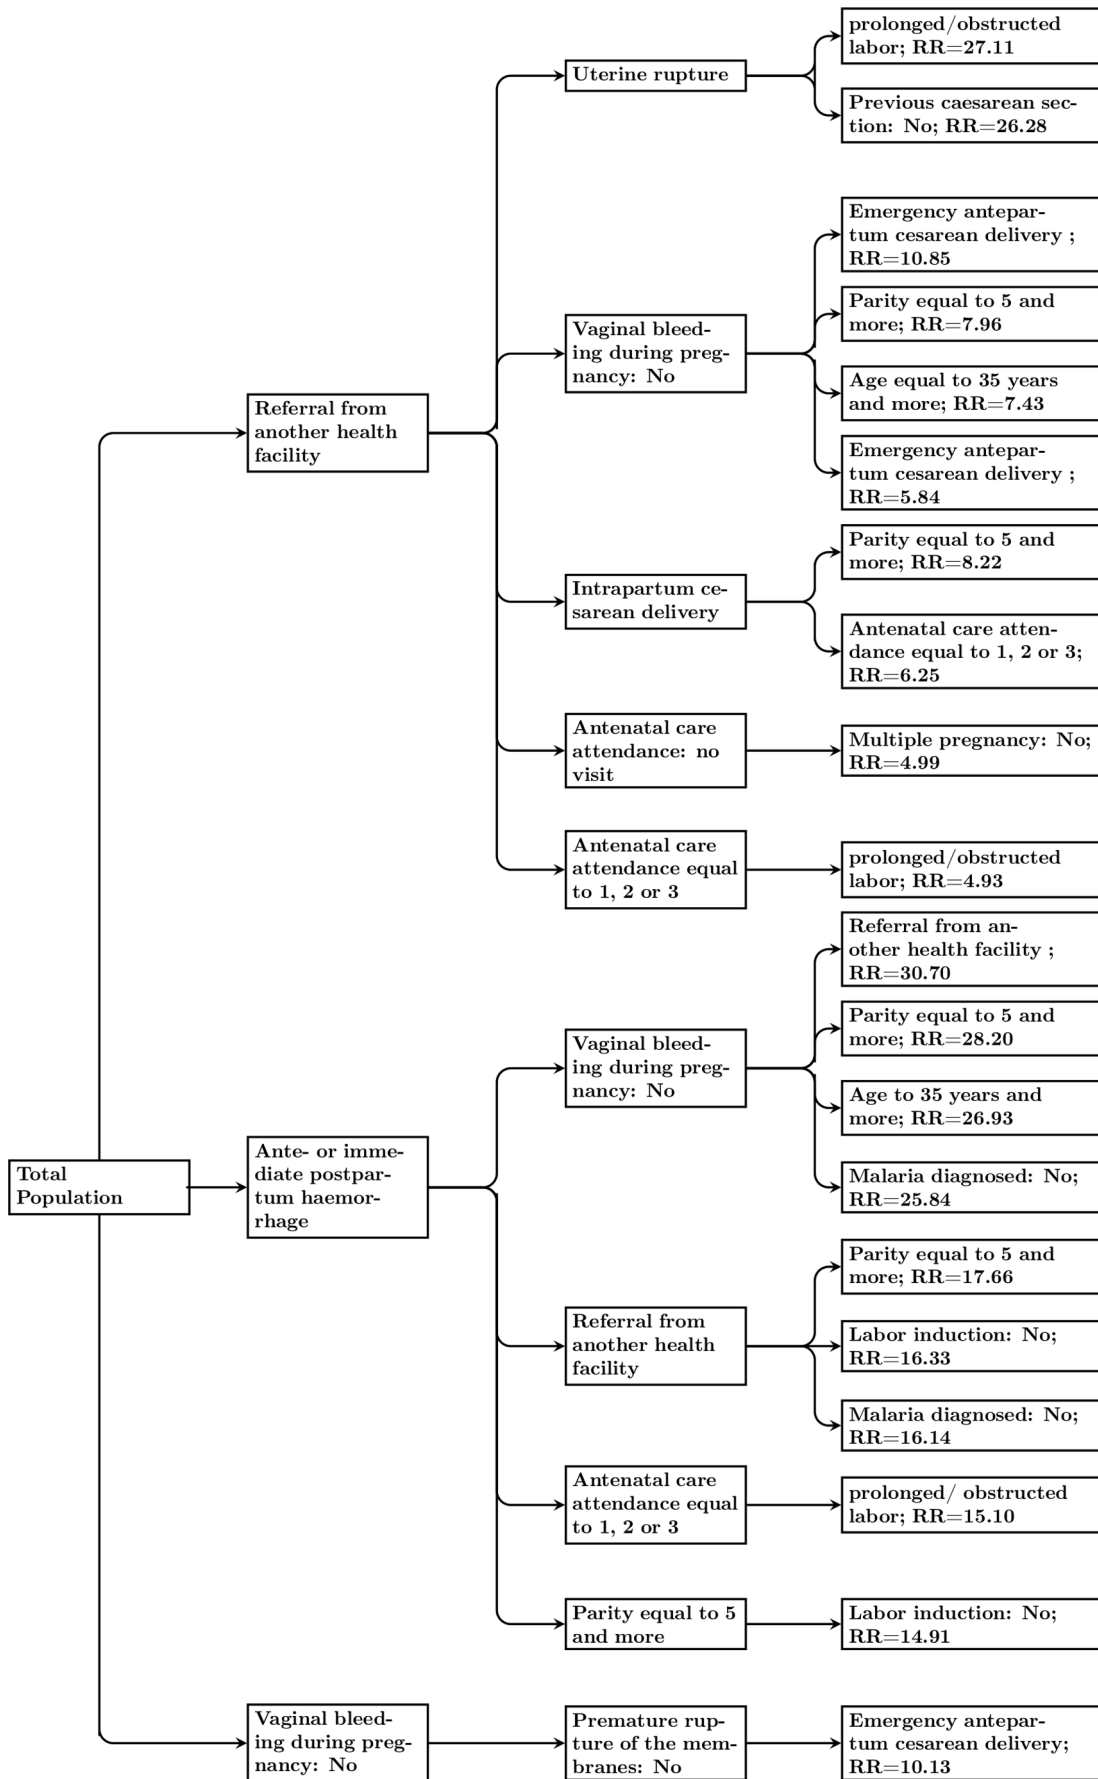 prolonged/obstructed
labor; RR=27.11
Uterine rupture
Previous caesarean sec-
tion: No; RR=26.28
Emergency antepar-
tum cesarean delivery ;
RR=10.85
Parity equal to 5 and
more; RR=7.96
Vaginal bleed-
ing during preg-
nancy: No
Age equal to 35 years
and more; RR=7.43
Referral from
another health
facility
Emergency antepar-
tum cesarean delivery ;
RR=5.84
Parity equal to 5 and
more; RR=8.22
Intrapartum ce-
sarean delivery
Antenatal care atten-
dance equal to 1, 2 or 3;
RR=6.25
Antenatal care
attendance: no
visit
Multiple pregnancy: No;
RR=4.99
Antenatal care
attendance equal
to 1, 2 or 3
prolonged/obstructed
labor; RR=4.93
Referral from an-
other health facility ;
RR=30.70
Parity equal to 5 and
more; RR=28.20
Vaginal bleed-
ing during preg-
nancy: No
Age to 35 years and
more; RR=26.93
Total
Population
Ante- or imme-
diate postpar-
tum haemor-
rhage
Malaria diagnosed: No;
RR=25.84
Parity equal to 5 and
more; RR=17.66
Referral from
another health
facility
Labor induction: No;
RR=16.33
Malaria diagnosed: No;
RR=16.14
Antenatal care
attendance equal
to 1, 2 or 3
prolonged/ obstructed
labor; RR=15.10
Parity equal to 5
and more
Labor induction: No;
RR=14.91
Vaginal bleed-
ing during preg-
nancy: No
Premature rup-
ture of the mem-
branes: No
Emergency antepar-
tum cesarean delivery;
RR=10.13